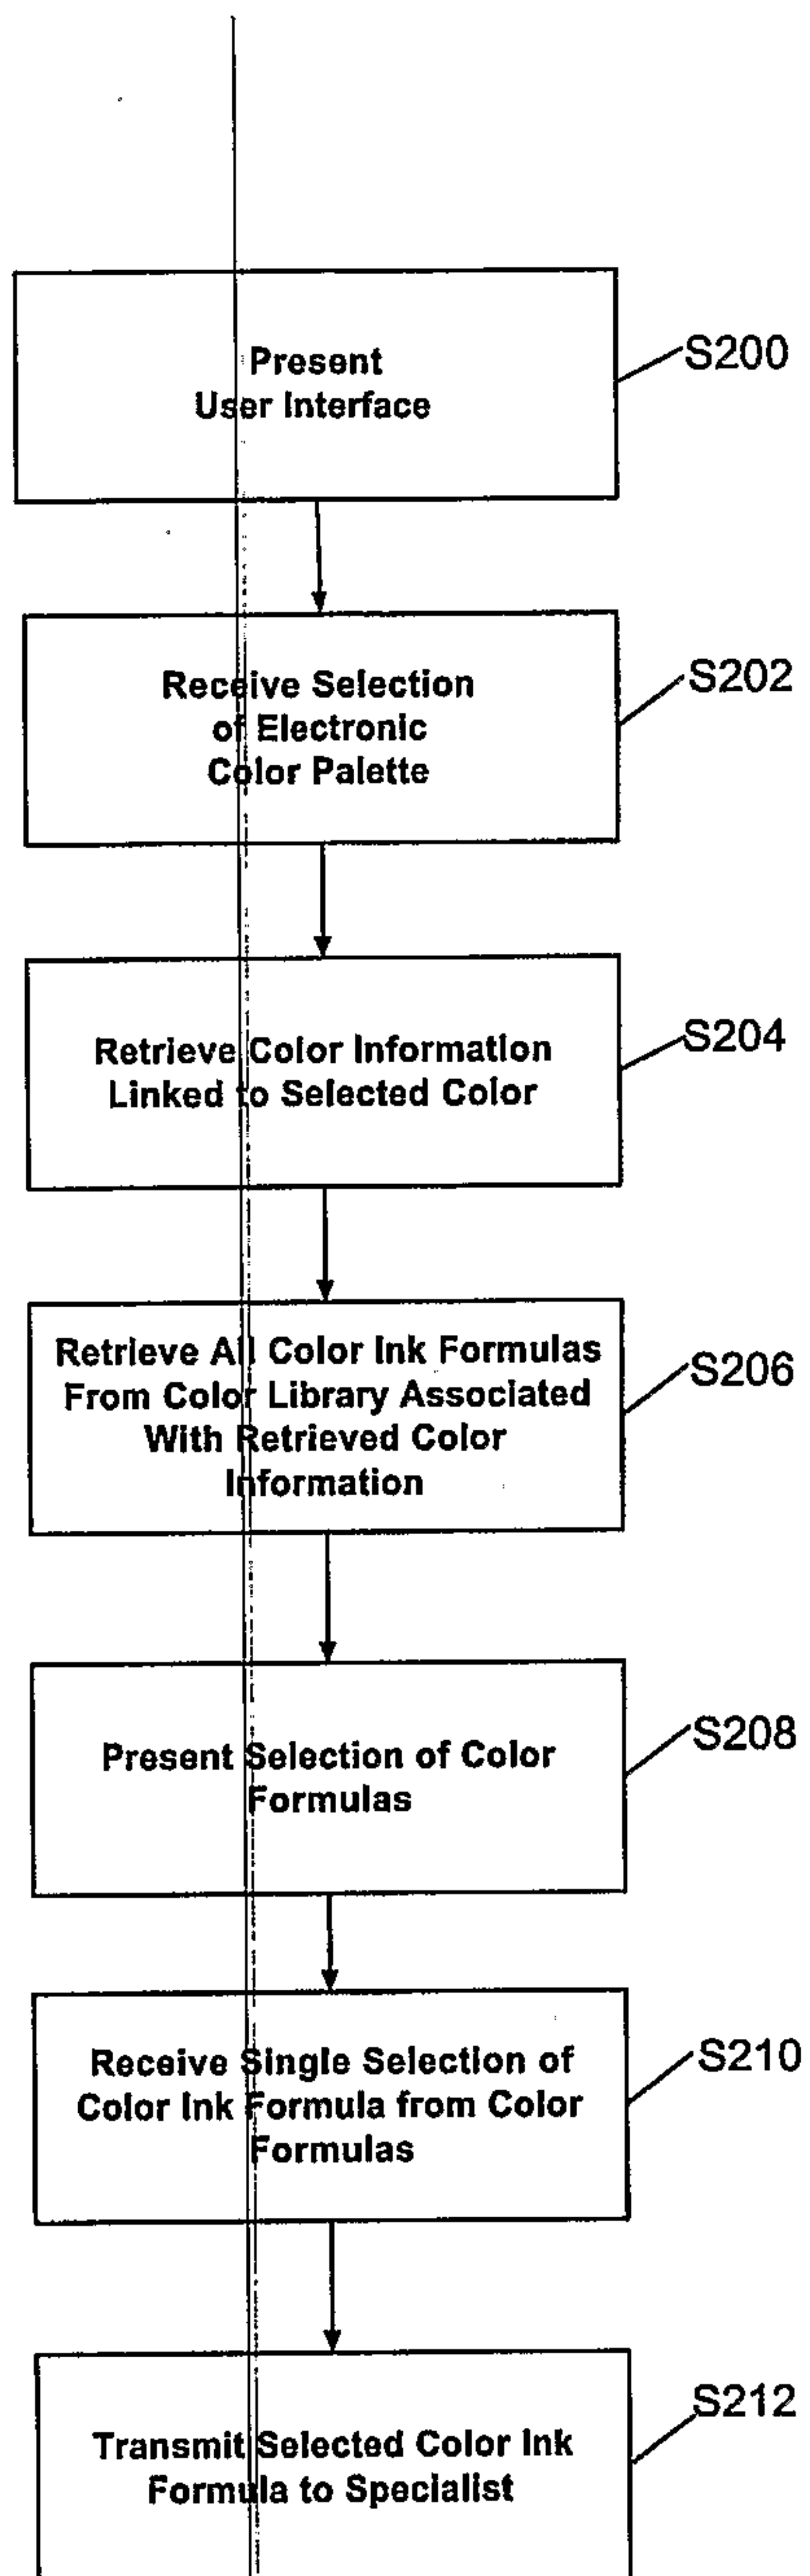 Present
User Interface
S200
Receive Selection
of Electronic
Color Palette
S202
Retrieve Color Information
Linked to Selected Color
S204
Retrieve All Color Ink Formulas
From Color Library Associated
With Retrieved Color
Information
S206
Present Selection of Color
Formulas
S208
Receive Single Selection of
Color Ink Formula from Color
Formulas
S210
Transmit Selected Color Ink
Formula to Specialist
S212